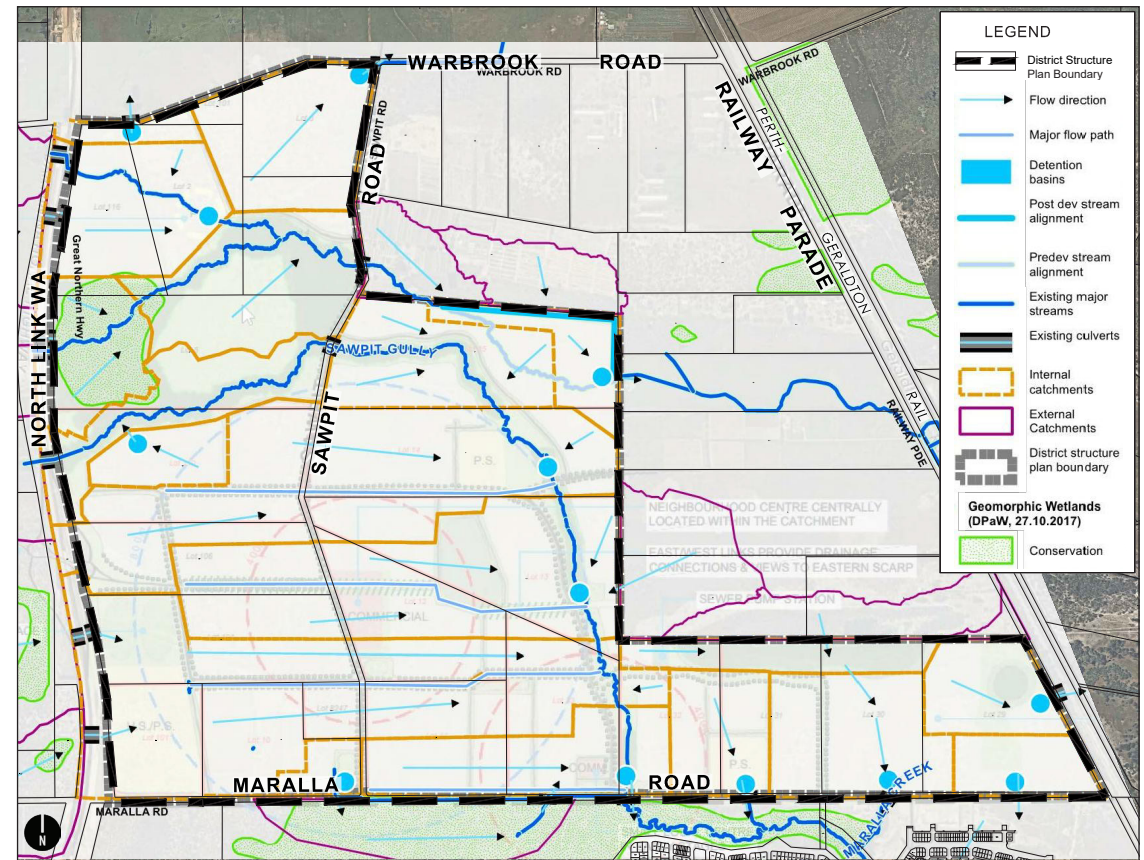 WARBROOK ROAD
WARBROOK RD
WARBROOK RD
RAILWAY PARADE
PERTH-
GERALDTON
RAIL
RAILWAY PDE
ROAD
SAWPIT
SAWPIT GULLY
Great Northern Hwy
NORTH LINK WA
P.S.
NEIGHBOURHOOD CENTRE CENTRALLY
LOCATED WITHIN THE CATCHMENT
EAST/WEST LINKS PROVIDE DRAINAGE
CONNECTIONS & VIEWS TO EASTERN SCARP
SEWER PUMP STATION
COMMERCIAL
H.S./P.S.
P.S.
MARALLA ROAD
MARALLA RD
N
LEGEND
District Structure
Plan Boundary
Flow direction
Major flow path
Detention
basins
Post dev stream
alignment
Predev stream
alignment
Existing major
streams
Existing culverts
Internal
catchments
External
Catchments
District structure
plan boundary
Geomorphic Wetlands
(DPaW, 27.10.2017)
Conservation